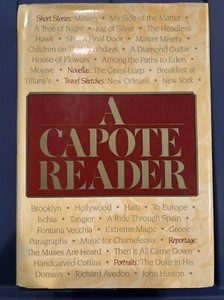 Short Stories: Miriam • My Side of the Matter •
A Tree of Night • Jug of Silver • The Headless
Hawk • Shut a Final Door • Master Misery •
Children on Their Birthdays • A Diamond Guitar •
House of Flowers • Among the Paths to Eden •
Mojave • Novellas: The Grass Harp • Breakfast at
Tiffany's • Travel Sketches: New Orleans • New York •
A
CAPOTE
READER
Brooklyn • Hollywood • Haiti • To Europe •
Ischia • Tangier • A Ride Through Spain •
Fontana Vecchia • Extreme Magic • Greek
Paragraphs • Music for Chameleons • Reportage:
The Muses Are Heard • Then It All Came Down •
Handcarved Coffins • Portraits: The Duke in His
Domain • Richard Avedon • John Huston •